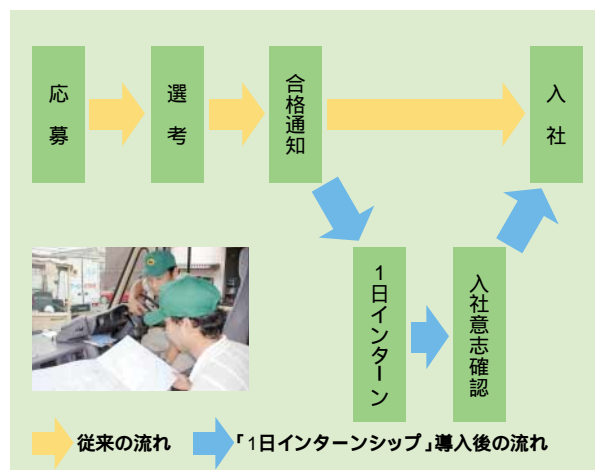 応募
選考
合格通知
入社
1日インターン
入社意志確認
従来の流れ
「1日インターンシップ」導入後の流れ